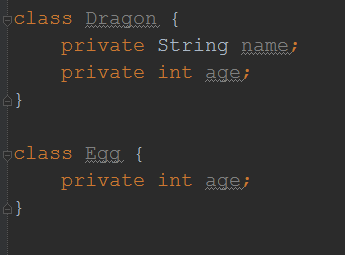 class Dragon {
    private String name;
    private int age;
}

class Egg {
    private int age;
}